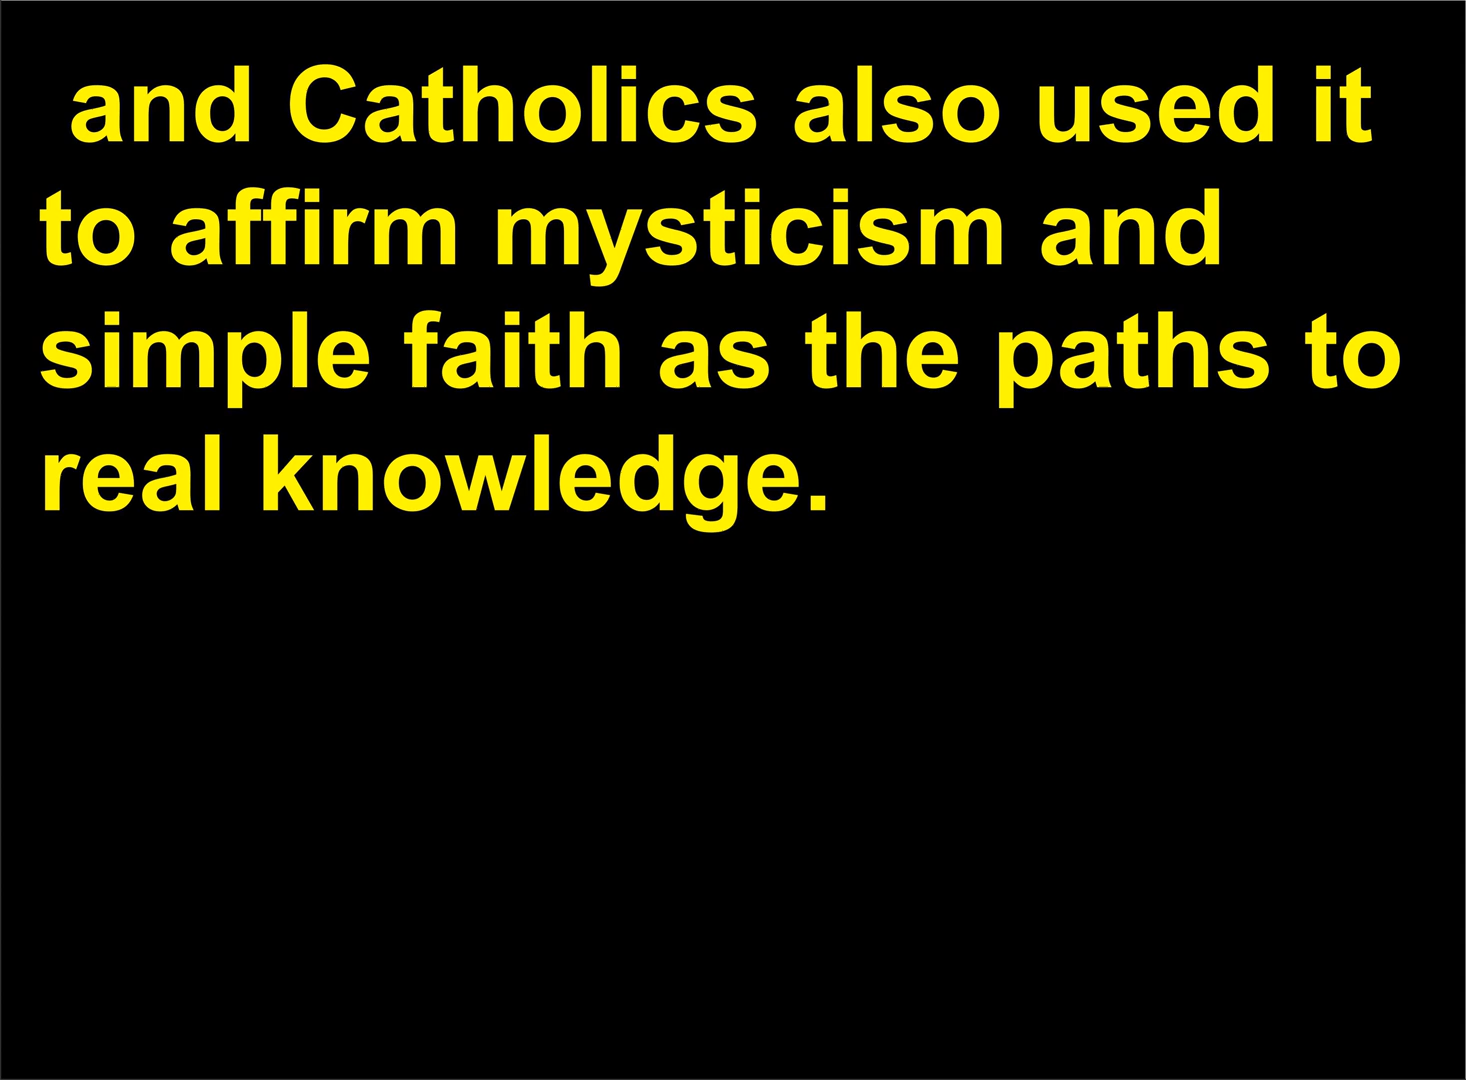 and Catholics also used it
to affirm mysticism and
simple faith as the paths to
real knowledge.